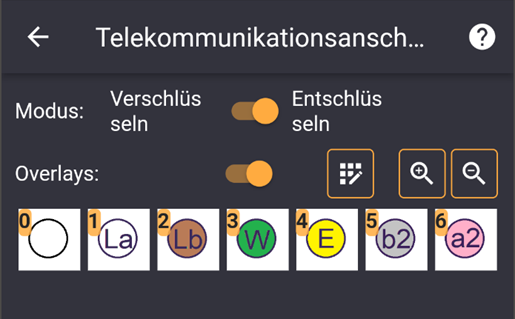 Telekommunikationsansch...
?
Modus:
Verschlüs
seln
Entschlüs
seln
Overlays:
0
1 La
2 Lb
3 W
4 E
5 b2
6 a2